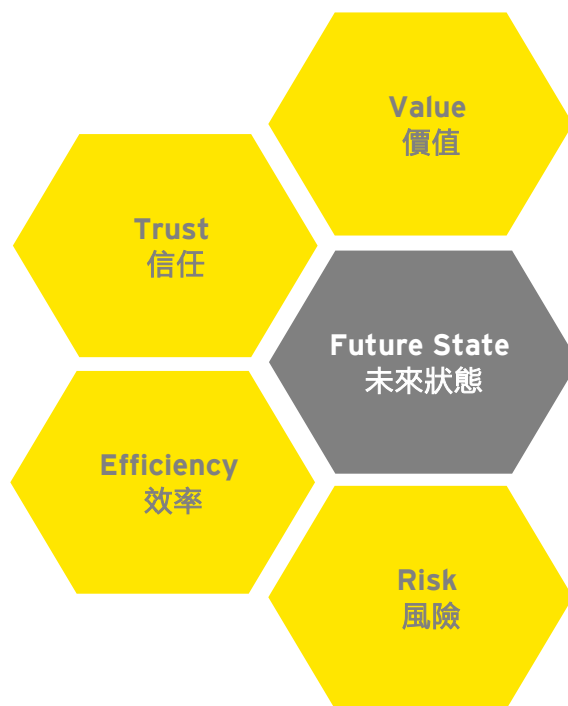 Value
價值
Trust
信任
Future State
未來狀態
Efficiency
效率
Risk
風險